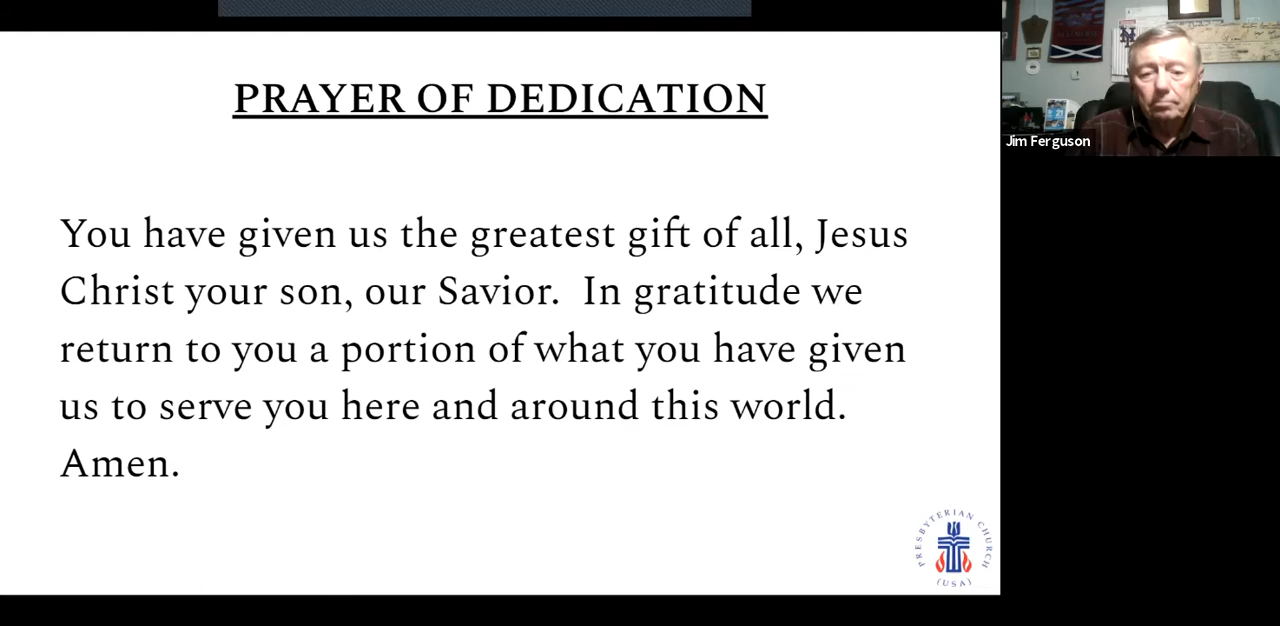 PRAYER OF DEDICATION
You have given us the greatest gift of all, Jesus
Christ your son, our Savior.  In gratitude we
return to you a portion of what you have given
us to serve you here and around this world.
Amen.
PRESBYTERIAN CHURCH
(USA)
Jim Ferguson